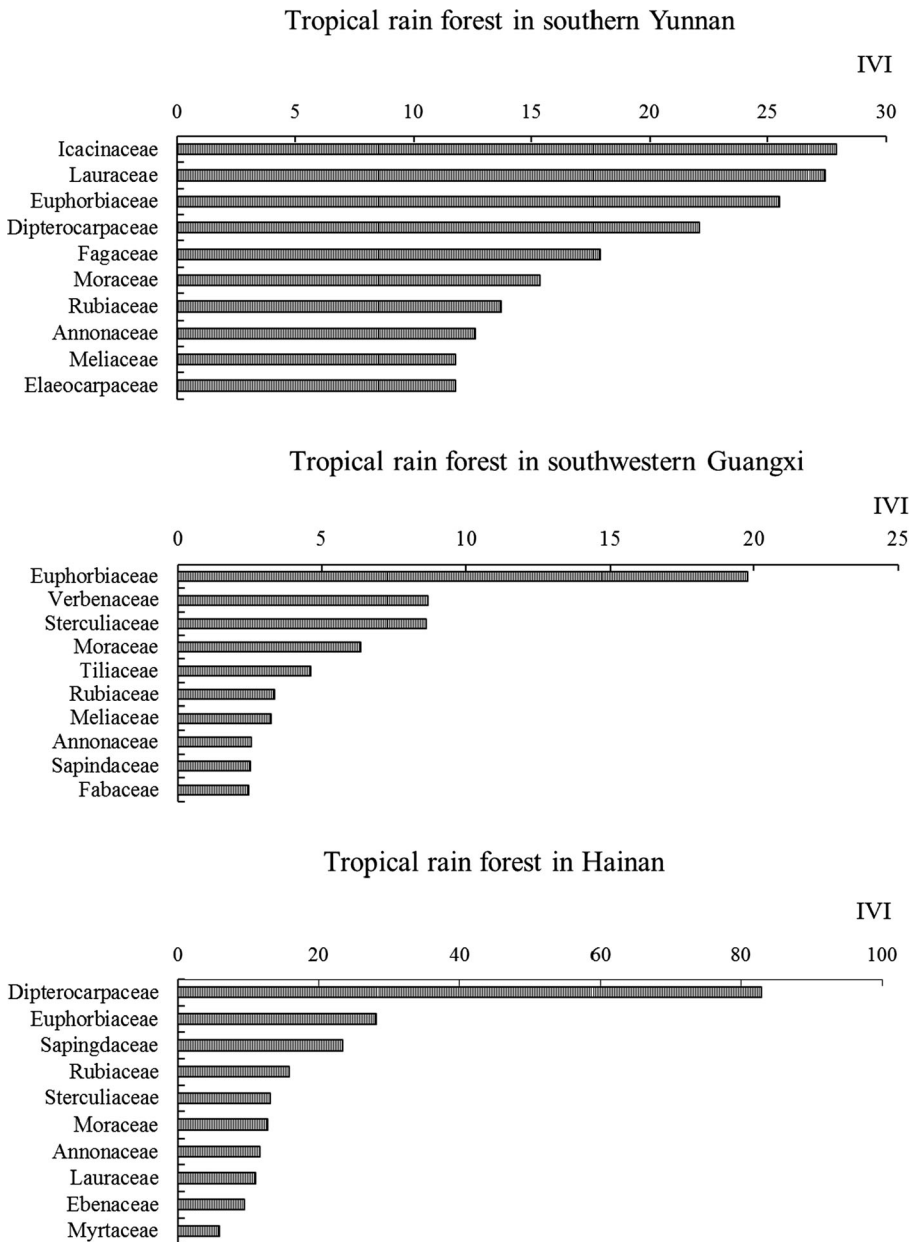 Tropical rain forest in southern Yunnan
IVI
0 5 10 15 20 25 30
Icacinaceae
Lauraceae
Euphorbiaceae
Dipterocarpaceae
Fagaceae
Moraceae
Rubiaceae
Annonaceae
Meliaceae
Elaeocarpaceae
Tropical rain forest in southwestern Guangxi
IVI
0 5 10 15 20 25
Euphorbiaceae
Verbenaceae
Sterculiaceae
Moraceae
Tiliaceae
Rubiaceae
Meliaceae
Annonaceae
Sapindaceae
Fabaceae
Tropical rain forest in Hainan
IVI
0 20 40 60 80 100
Dipterocarpaceae
Euphorbiaceae
Sapingdaceae
Rubiaceae
Sterculiaceae
Moraceae
Annonaceae
Lauraceae
Ebenaceae
Myrtaceae